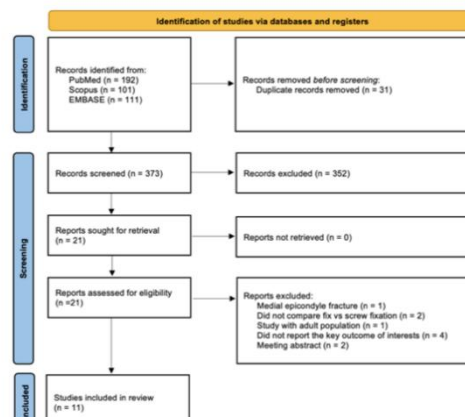 Identification of studies via databases and registers
Identification
Records identified from:
PubMed (n = 192)
Scopus (n = 101)
EMBASE (n = 111)
Records removed before screening:
Duplicate records removed (n = 31)
Screening
Records screened (n = 373)
Records excluded (n = 352)
Reports sought for retrieval
(n = 21)
Reports not retrieved (n = 0)
Reports assessed for eligibility
(n =21)
Reports excluded:
Medial epicondyle fracture (n = 1)
Did not compare fix vs screw fixation (n = 2)
Study with adult population (n = 1)
Did not report the key outcome of interests (n = 4)
Meeting abstract (n = 2)
Included
Studies included in review
(n = 11)